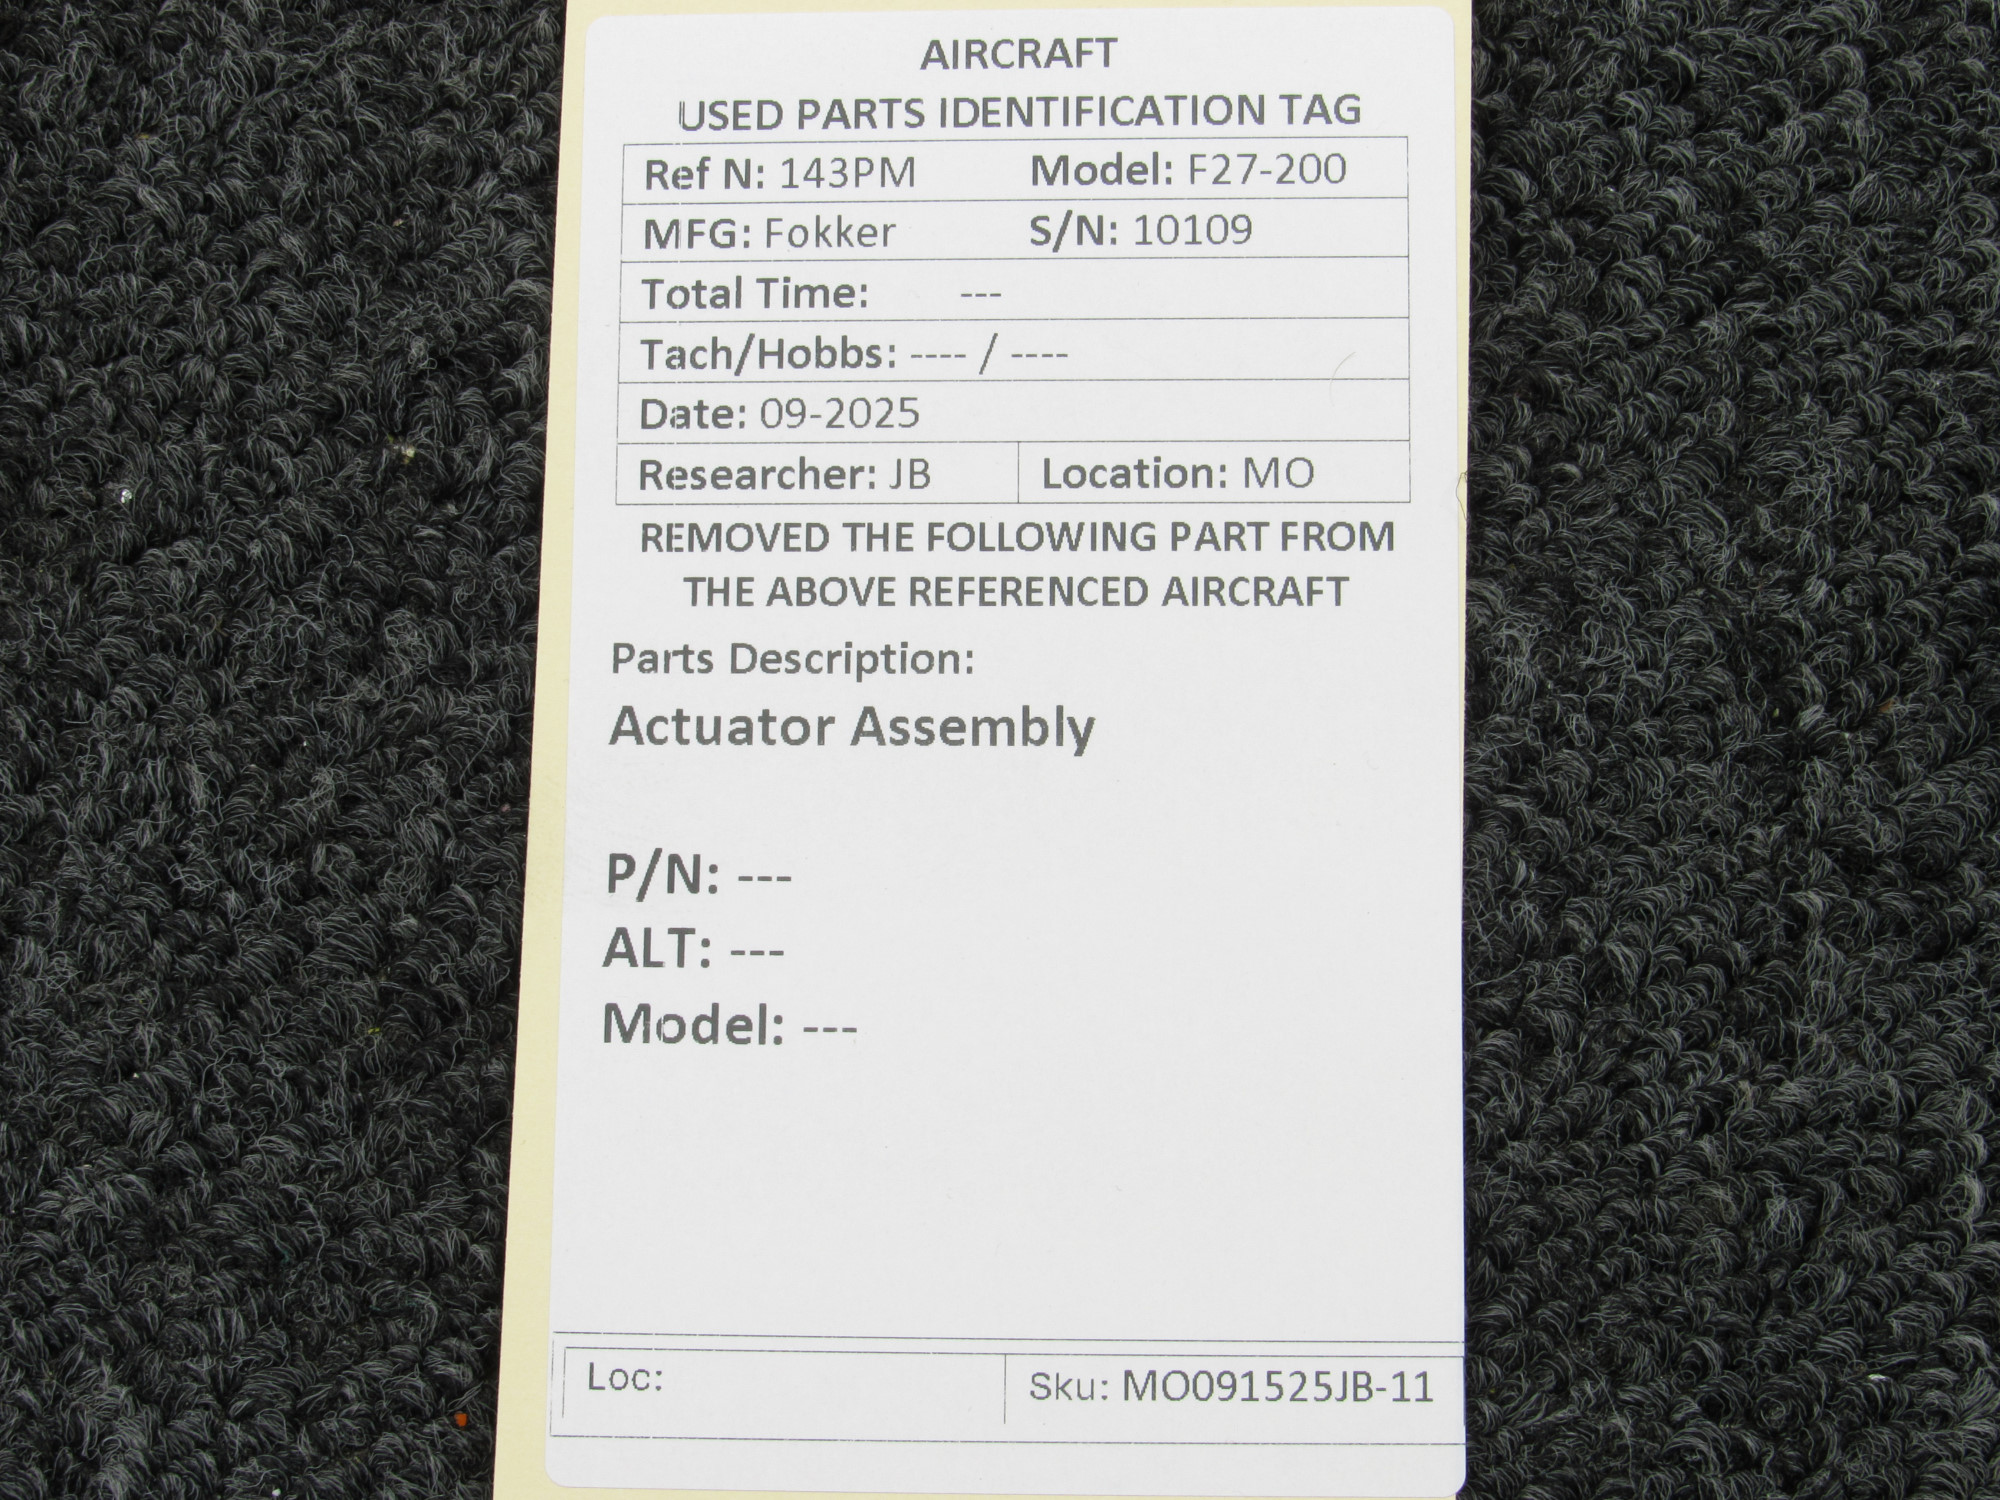 AIRCRAFT
USED PARTS IDENTIFICATION TAG
Ref N: 143PM Model: F27-200
MFG: Fokker S/N: 10109
Total Time: ---
Tach/Hobbs: ---- / ----
Date: 09-2025
Researcher: JB Location: MO
REMOVED THE FOLLOWING PART FROM
THE ABOVE REFERENCED AIRCRAFT
Parts Description:
Actuator Assembly
P/N: ---
ALT: ---
Model: ---
Loc: Sku: MO091525JB-11